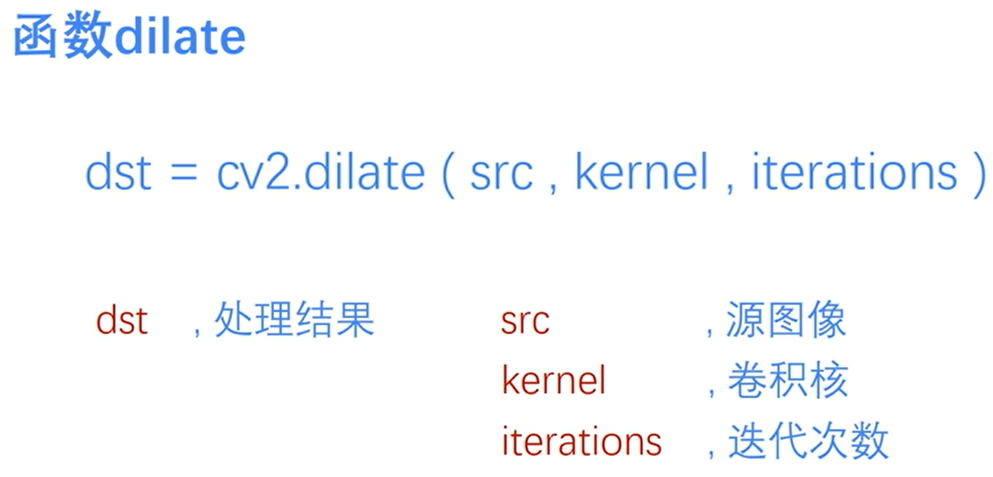 函数dilate
dst = cv2.dilate ( src , kernel , iterations )
dst , 处理结果
src , 源图像
kernel , 卷积核
iterations , 迭代次数